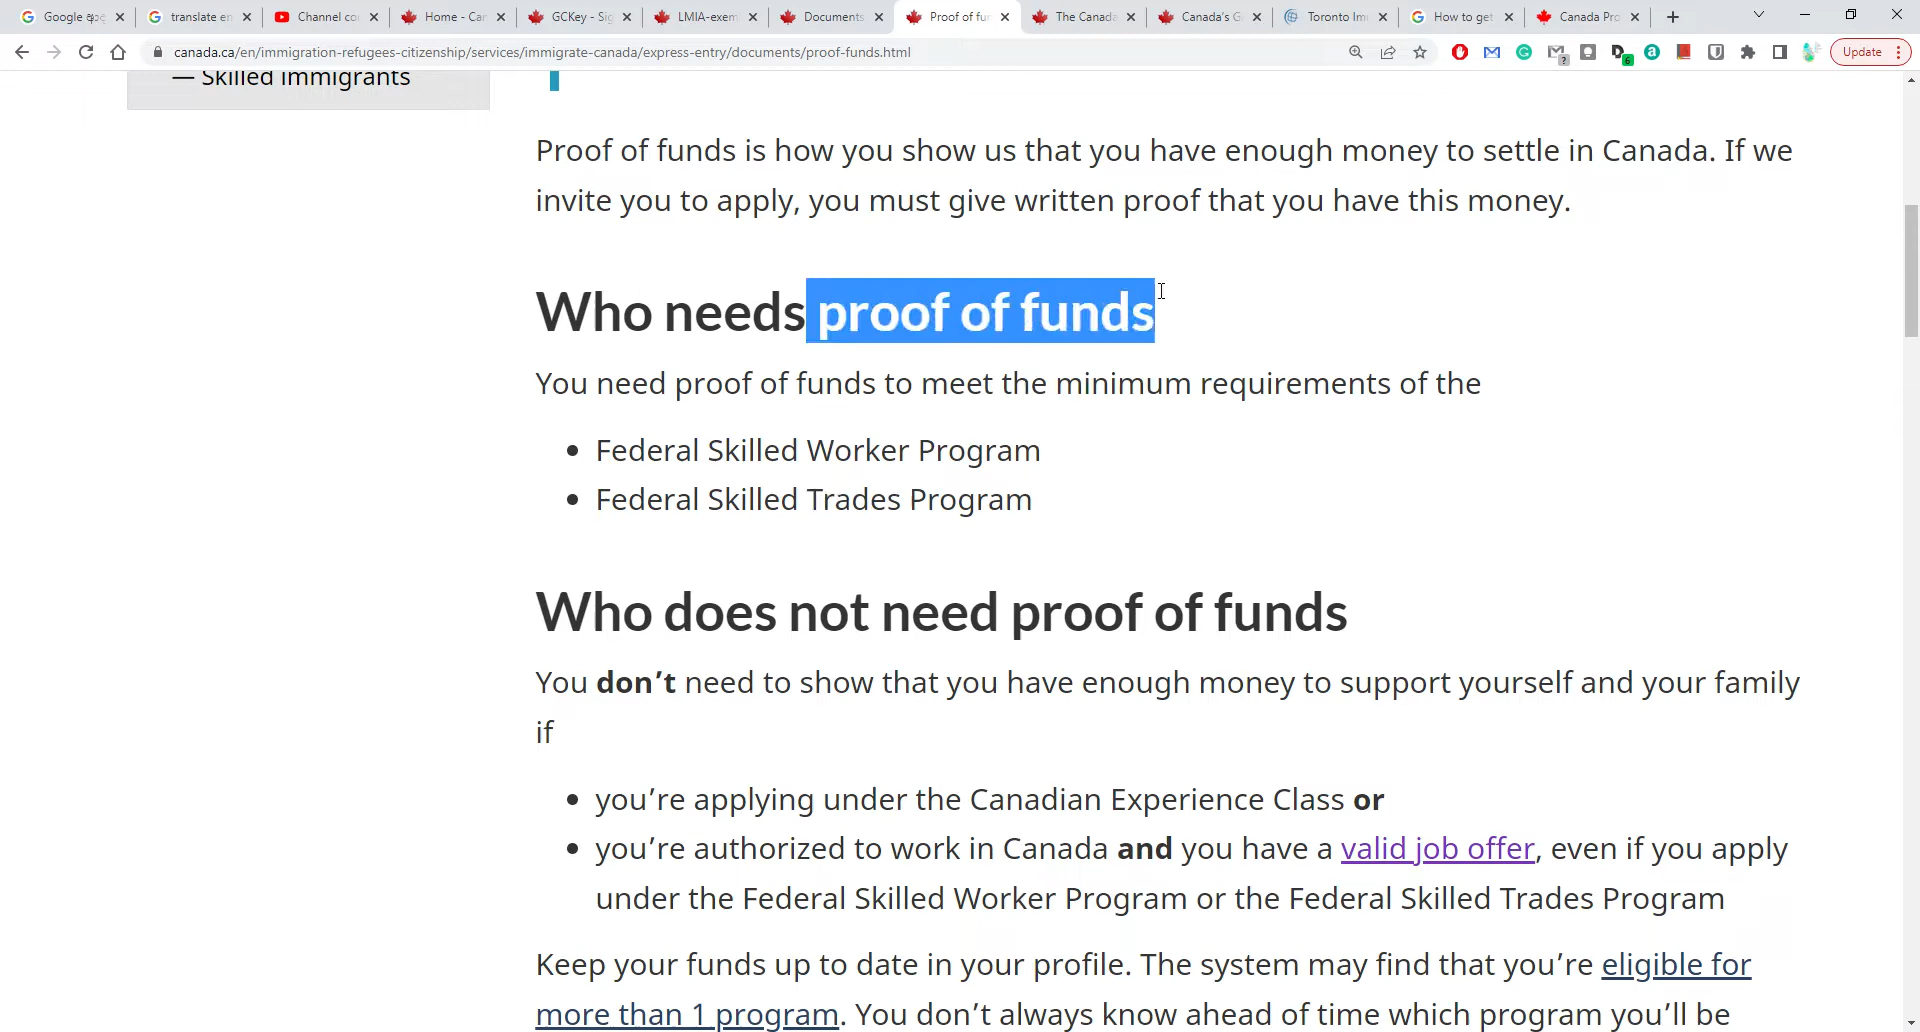 Google
translate en
Channel co
Home - Can
GCKey - Sig
LMIA-exem
Documents
Proof of fun
The Canada
Canada's G
Toronto Im
How to get
Canada Pro
canada.ca/en/immigration-refugees-citizenship/services/immigrate-canada/express-entry/documents/proof-funds.html
Update
— Skilled immigrants
Proof of funds is how you show us that you have enough money to settle in Canada. If we
invite you to apply, you must give written proof that you have this money.
Who needs proof of funds
You need proof of funds to meet the minimum requirements of the
• Federal Skilled Worker Program
• Federal Skilled Trades Program
Who does not need proof of funds
You don’t need to show that you have enough money to support yourself and your family
if
• you’re applying under the Canadian Experience Class or
• you’re authorized to work in Canada and you have a valid job offer, even if you apply
under the Federal Skilled Worker Program or the Federal Skilled Trades Program
Keep your funds up to date in your profile. The system may find that you’re eligible for
more than 1 program. You don’t always know ahead of time which program you’ll be